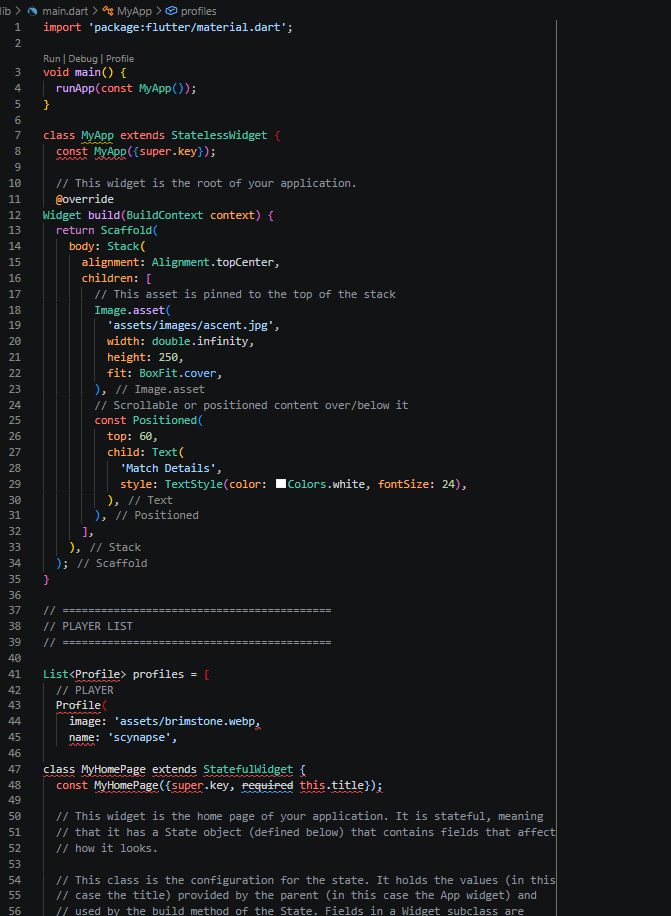 lib > main.dart > MyApp > profiles
1 import 'package:flutter/material.dart';
2
Run | Debug | Profile
3 void main() {
4 runApp(const MyApp());
5 }
6
7 class MyApp extends StatelessWidget {
8 const MyApp({super.key});
9
10 // This widget is the root of your application.
11 @override
12 Widget build(BuildContext context) {
13 return Scaffold(
14 body: Stack(
15 alignment: Alignment.topCenter,
16 children: [
17 // This asset is pinned to the top of the stack
18 Image.asset(
19 'assets/images/ascent.jpg',
20 width: double.infinity,
21 height: 250,
22 fit: BoxFit.cover,
23 ), // Image.asset
24 // Scrollable or positioned content over/below it
25 const Positioned(
26 top: 60,
27 child: Text(
28 'Match Details',
29 style: TextStyle(color: Colors.white, fontSize: 24),
30 ), // Text
31 ), // Positioned
32 ],
33 ), // Stack
34 ); // Scaffold
35 }
36
37 // ==========================================
38 // PLAYER LIST
39 // ==========================================
40
41 List<Profile> profiles = [
42 // PLAYER
43 Profile(
44 image: 'assets/brimstone.webp,
45 name: 'scynapse',
46
47 class MyHomePage extends StatefulWidget {
48 const MyHomePage({super.key, required this.title});
49
50 // This widget is the home page of your application. It is stateful, meaning
51 // that it has a State object (defined below) that contains fields that affect
52 // how it looks.
53
54 // This class is the configuration for the state. It holds the values (in this
55 // case the title) provided by the parent (in this case the App widget) and
56 // used by the build method of the State. Fields in a Widget subclass are